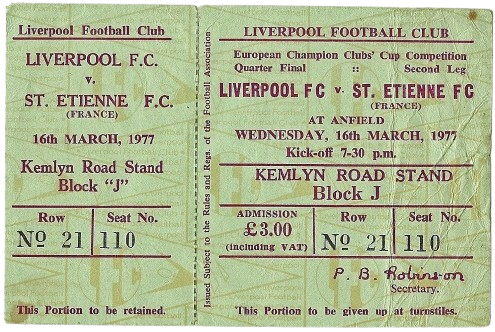 Liverpool Football Club
LIVERPOOL F.C.
v.
ST. ETIENNE F.C.
(FRANCE)
16th MARCH, 1977
Kemlyn Road Stand
Block "J"
Row
Seat No.
No 21
110
This Portion to be retained.
Issued Subject to the Rules and Regs. of the Football Association
LIVERPOOL FOOTBALL CLUB
European Champion Clubs' Cup Competition
Quarter Final :: Second Leg
LIVERPOOL FC v. ST. ETIENNE FC
(FRANCE)
AT ANFIELD
WEDNESDAY, 16th MARCH, 1977
Kick-off 7-30 p.m.
KEMLYN ROAD STAND
Block J
ADMISSION
£3.00
(including VAT)
Row
Seat No.
No 21
110
P. B. Robinson
Secretary.
This Portion to be given up at turnstiles.